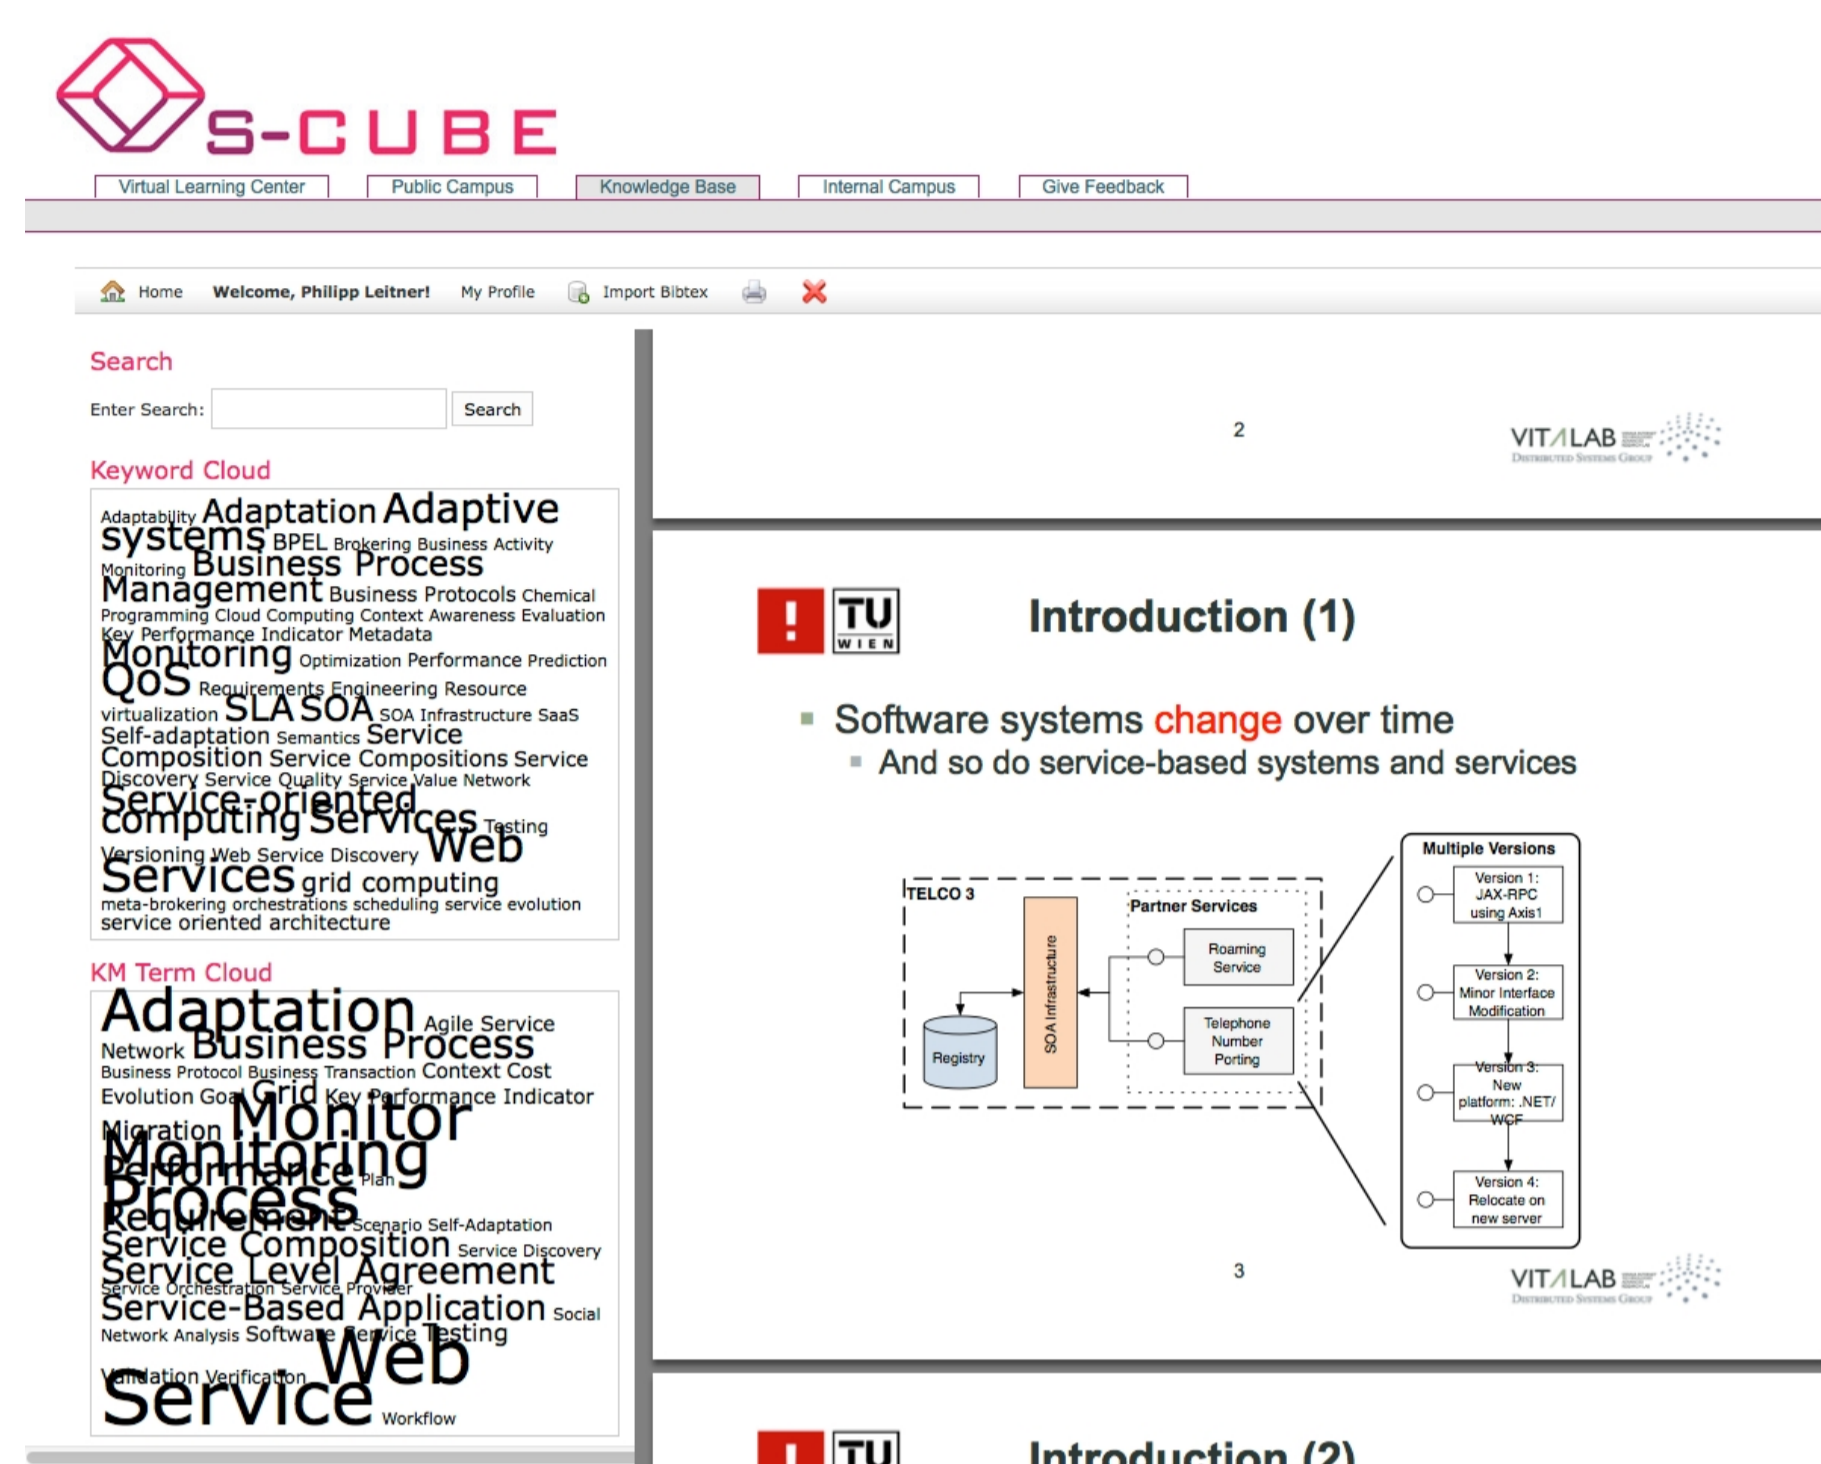 S-CUBE
Virtual Learning Center
Public Campus
Knowledge Base
Internal Campus
Give Feedback
Home
Welcome, Philipp Leitner!
My Profile
Import Bibtex
Search
Enter Search:
Search
Keyword Cloud
Adaptability Adaptation Adaptive
systems BPEL Brokering Business Activity
Monitoring Business Process
Management Business Protocols Chemical
Programming Cloud Computing Context Awareness Evaluation
Key Performance Indicator Metadata
Monitoring Optimization Performance Prediction
QoS Requirements Engineering Resource
virtualization SLA SOA SOA Infrastructure SaaS
Self-adaptation Semantics Service
Composition Service Compositions Service
Discovery Service Quality Service Value Network
Service-oriented
computing Services Testing
Versioning Web Service Discovery Web
Services grid computing
meta-brokering orchestrations scheduling service evolution
service oriented architecture
KM Term Cloud
Adaptation Agile Service
Network Business Process
Business Protocol Business Transaction Context Cost
Evolution Goal Grid Key Performance Indicator
Migration Monitor
Monitoring
Performance Plan
Process
Requirement Scenario Self-Adaptation
Service Composition Service Discovery
Service Level Agreement
Service Orchestration Service Provider
Service-Based Application Social
Network Analysis Software Service Testing
Validation Verification Web
Service Workflow
2
VITALAB
DISTRIBUTED SYSTEMS GROUP
!
TU
WIEN
Introduction (1)
Software systems change over time
And so do service-based systems and services
TELCO 3
Registry
SOA Infrastructure
Partner Services
Roaming
Service
Telephone
Number
Porting
Multiple Versions
Version 1:
JAX-RPC
using Axis1
Version 2:
Minor Interface
Modification
Version 3:
New
platform: .NET/
WCF
Version 4:
Relocate on
new server
3
VITALAB
DISTRIBUTED SYSTEMS GROUP
!
TU
Introduction (2)